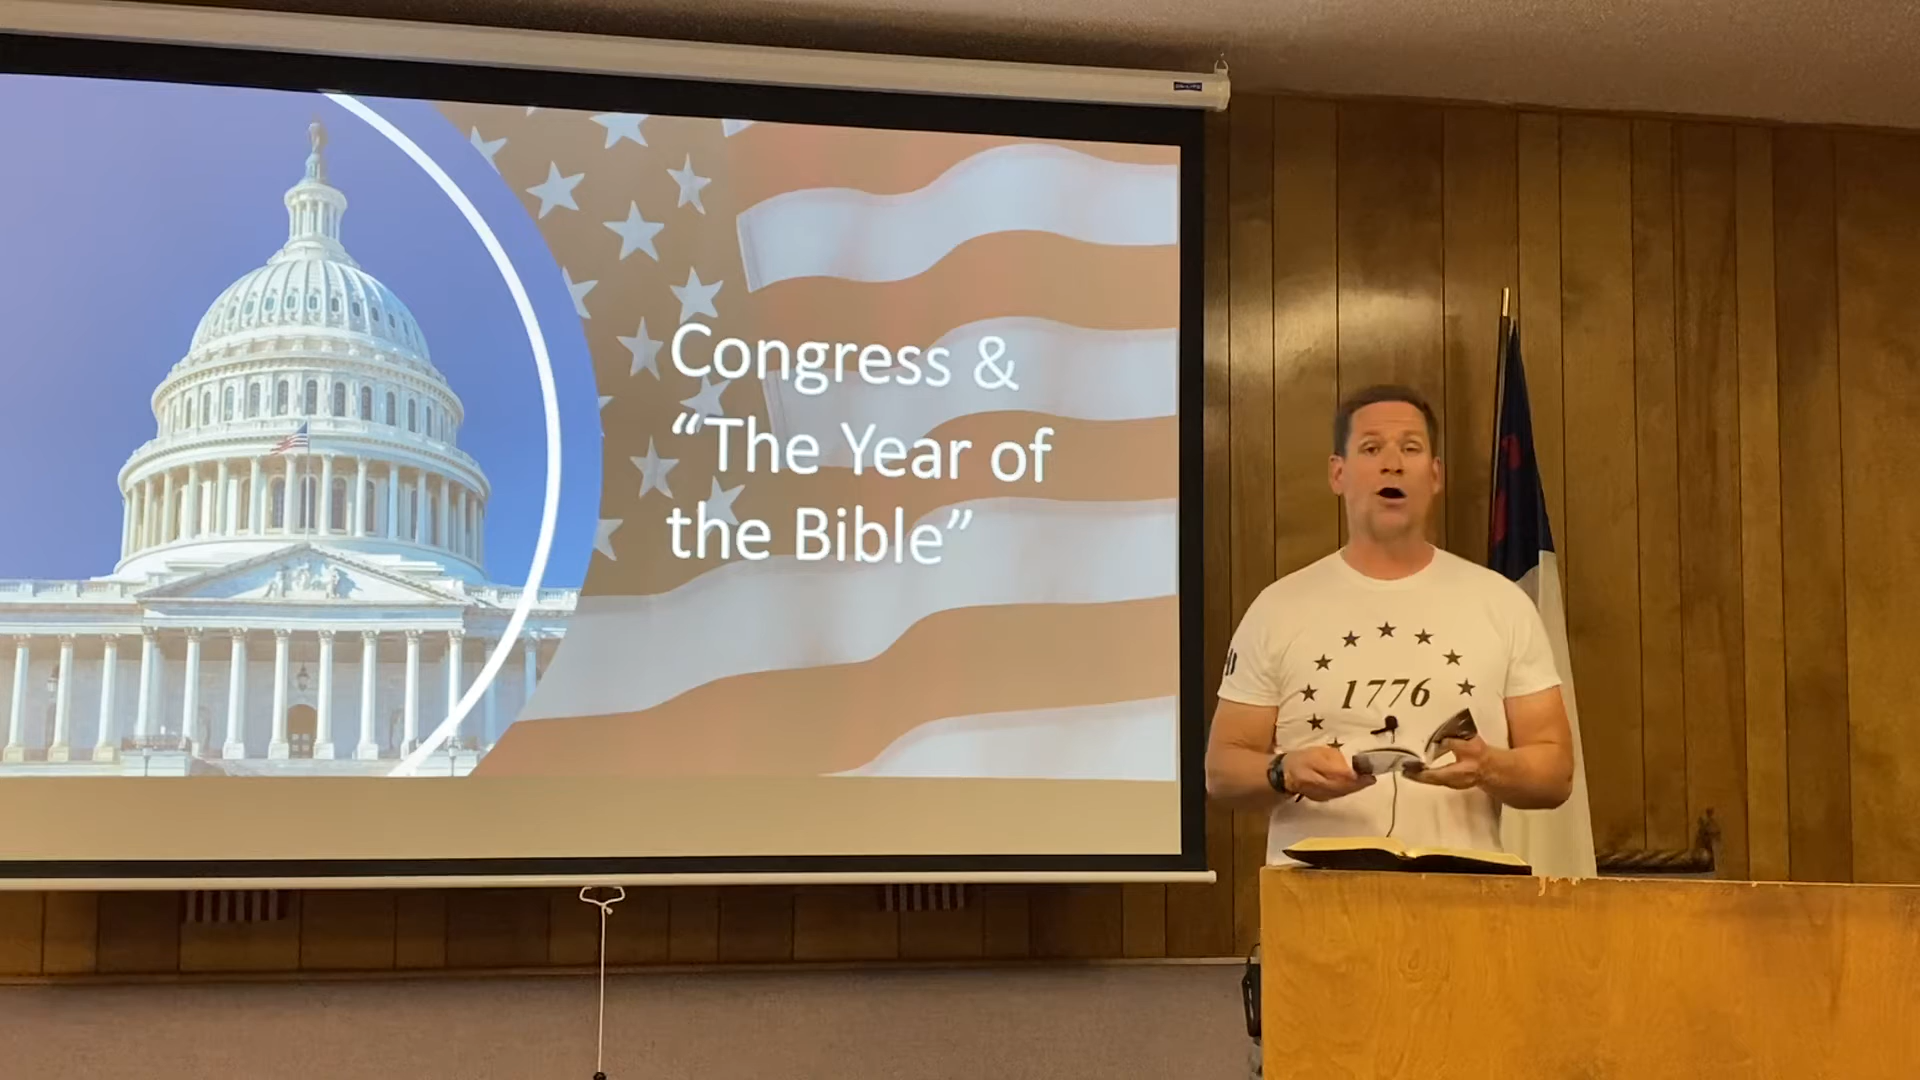 Congress &
“The Year of
the Bible”
1776